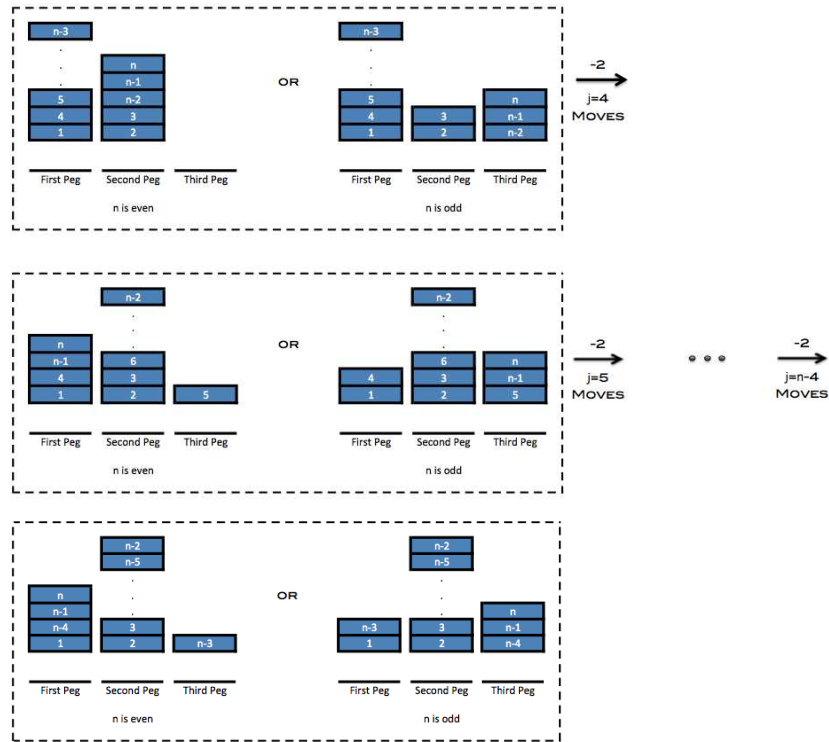 n-3 n-3
. .
. n . -2
. n-1 OR .
5 n-2 5 n j=4
4 3 4 3 n-1 MOVES
1 2 1 2 n-2
First Peg Second Peg Third Peg First Peg Second Peg Third Peg
n is even n is odd
n-2 n-2
. .
n . OR . -2 -2
n-1 6 6 n
4 3 4 3 n-1 j=5 j=n-4
1 2 5 1 2 5 MOVES MOVES
First Peg Second Peg Third Peg First Peg Second Peg Third Peg
n is even n is odd
n-2 n-2
n-5 n-5
n . OR .
n-1 . . n
n-4 3 n-3 3 n-1
1 2 n-3 1 2 n-4
First Peg Second Peg Third Peg First Peg Second Peg Third Peg
n is even n is odd